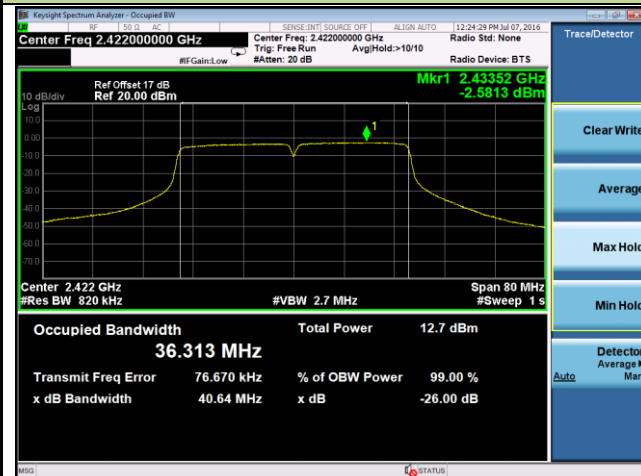 Keysight Spectrum Analyzer - Occupied BW
RF 50 Ω AC SENSE:INT SOURCE OFF ALIGN AUTO 12:24:29 PM Jul 07, 2016
Center Freq 2.422000000 GHz
Center Freq: 2.422000000 GHz
Radio Std: None
Trig: Free Run Avg|Hold:>10/10
#IFGain:Low
#Atten: 20 dB
Radio Device: BTS
Trace/Detector
Ref Offset 17 dB
10 dB/div Ref 20.00 dBm
Mkr1 2.43352 GHz
-2.5813 dBm
Log
10.0
0.00
-10.0
-20.0
-30.0
-40.0
-50.0
-60.0
-70.0
1
Center 2.422 GHz
Span 80 MHz
#Res BW 820 kHz
#VBW 2.7 MHz
#Sweep 1 s
Occupied Bandwidth
36.313 MHz
Total Power 12.7 dBm
Transmit Freq Error 76.670 kHz
% of OBW Power 99.00 %
x dB Bandwidth 40.64 MHz
x dB -26.00 dB
Clear Write
Average
Max Hold
Min Hold
Detector
Average
Auto Man
MSG
STATUS